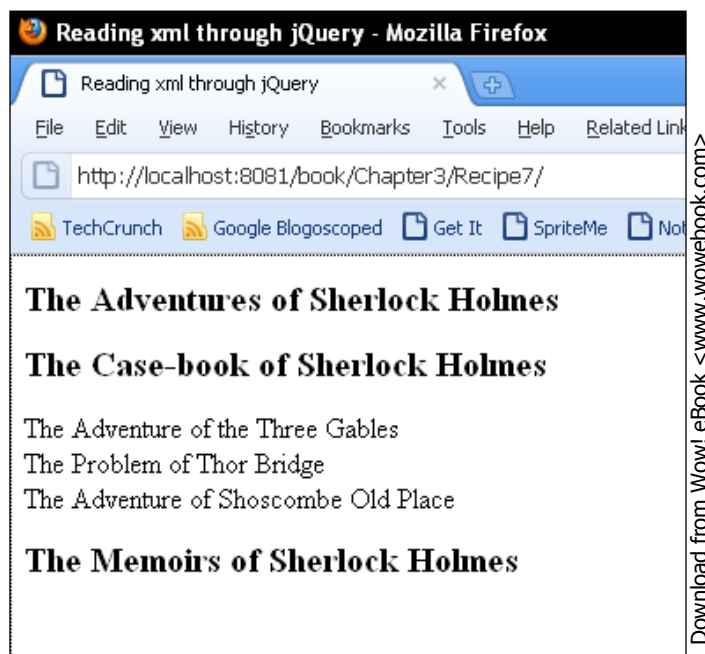 Reading xml through jQuery - Mozilla Firefox
Reading xml through jQuery
File Edit View History Bookmarks Tools Help Related Link
http://localhost:8081/book/Chapter3/Recipe7/
TechCrunch Google Blogoscoped Get It SpriteMe Not
The Adventures of Sherlock Holmes
The Case-book of Sherlock Holmes
The Adventure of the Three Gables
The Problem of Thor Bridge
The Adventure of Shoscombe Old Place
The Memoirs of Sherlock Holmes
Download from Wow! eBook <www.wowebook.com>